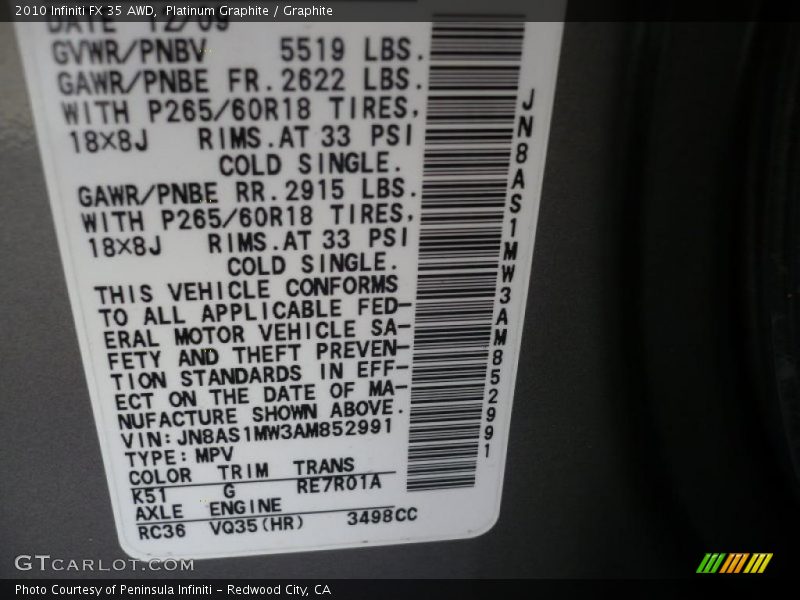 2010 Infiniti FX 35 AWD, Platinum Graphite / Graphite
DATE 12/09
GVWR/PNBV 5519 LBS.
GAWR/PNBE FR. 2622 LBS.
WITH P265/60R18 TIRES,
18X8J RIMS. AT 33 PSI
COLD SINGLE.
GAWR/PNBE RR. 2915 LBS.
WITH P265/60R18 TIRES,
18X8J RIMS. AT 33 PSI
COLD SINGLE.
THIS VEHICLE CONFORMS
TO ALL APPLICABLE FED-
ERAL MOTOR VEHICLE SA-
FETY AND THEFT PREVEN-
TION STANDARDS IN EFF-
ECT ON THE DATE OF MA-
NUFACTURE SHOWN ABOVE.
VIN: JN8AS1MW3AM852991
TYPE: MPV
COLOR TRIM TRANS
K51 G RE7R01A
AXLE ENGINE
RC36 VQ35(HR) 3498CC
JN8AS1MW3AM852991
GTCARLOT.COM
Photo Courtesy of Peninsula Infiniti - Redwood City, CA